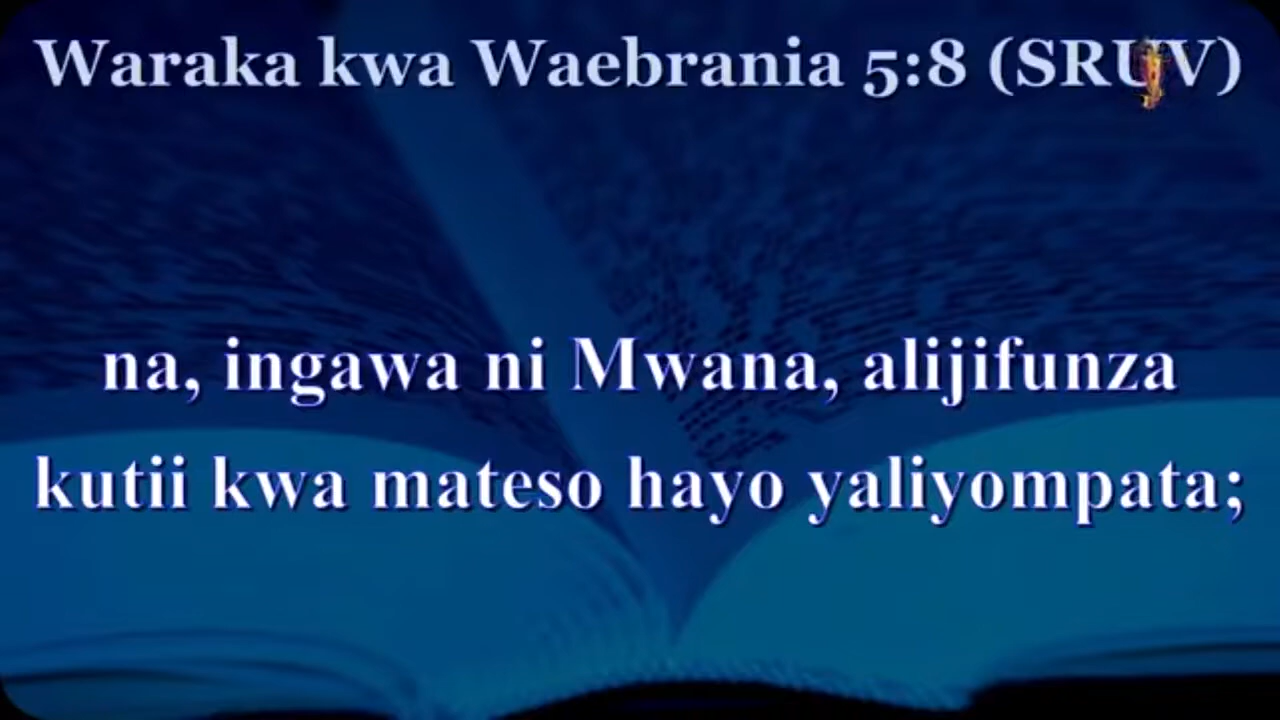 Waraka kwa Waebrania 5:8 (SRUV)
na, ingawa ni Mwana, alijifunza
kutii kwa mateso hayo yaliyompata;